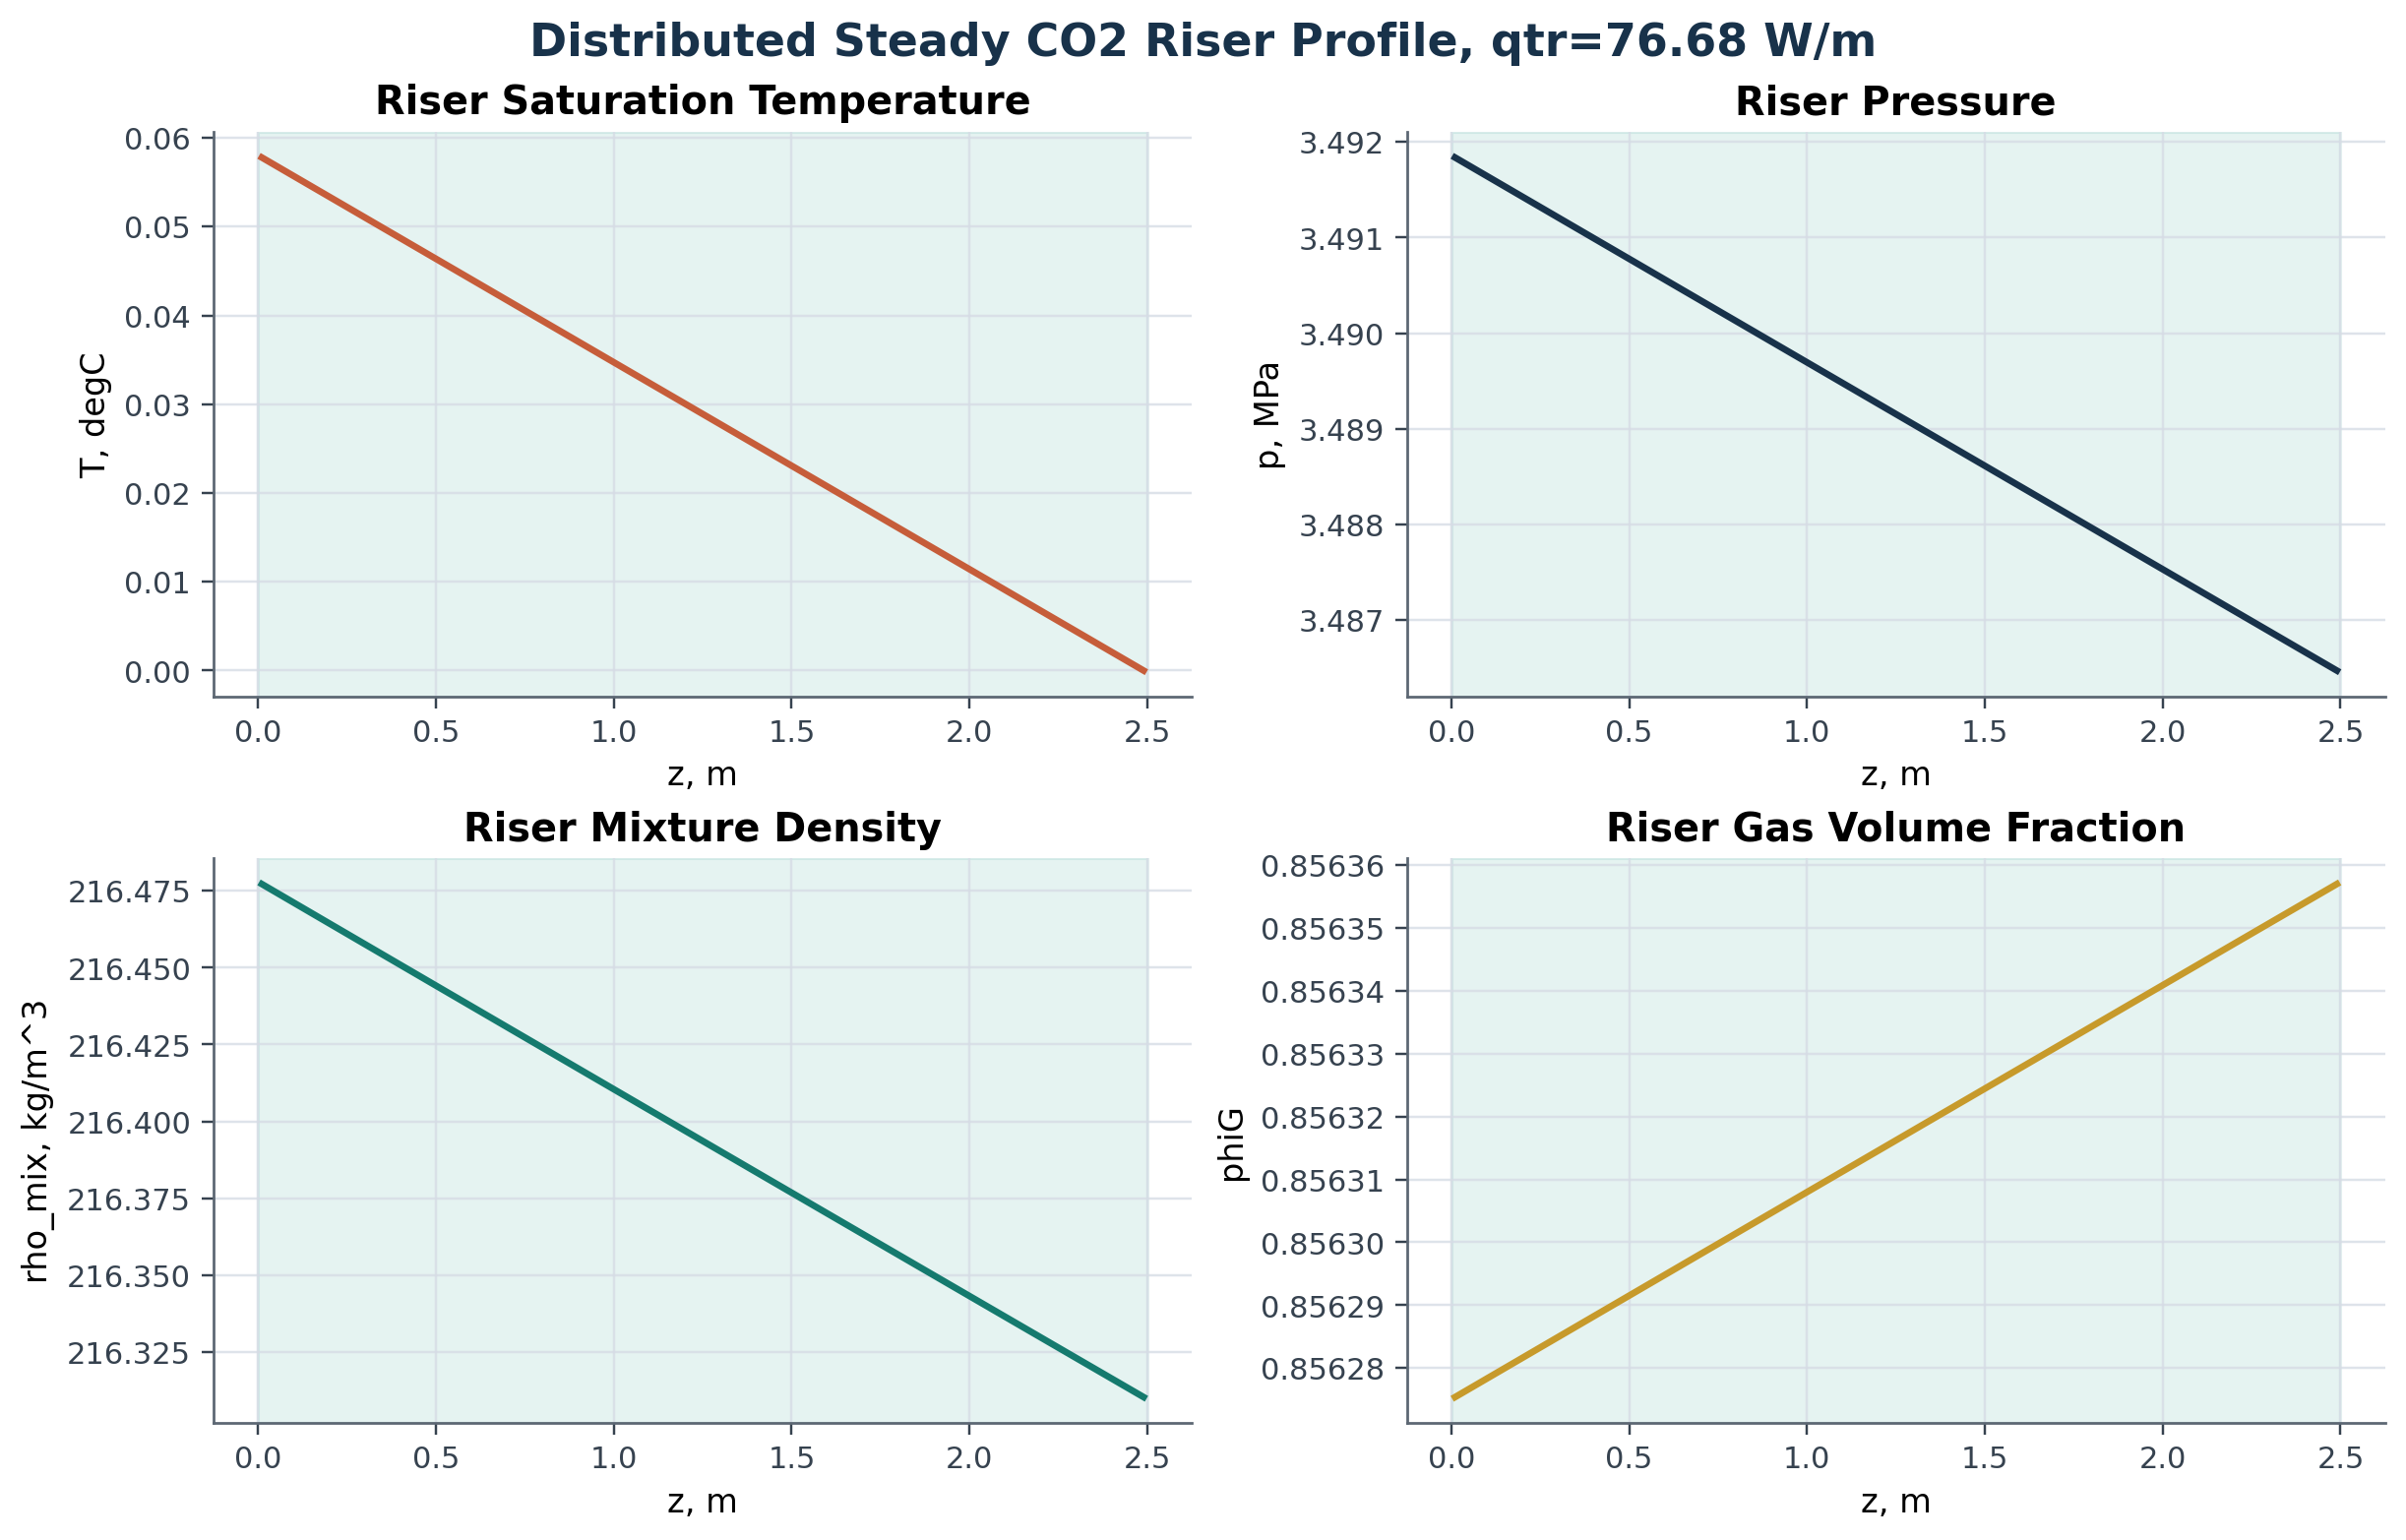 Distributed Steady CO2 Riser Profile, qtr=76.68 W/m
Riser Saturation Temperature
T, degC
0.06
0.05
0.04
0.03
0.02
0.01
0.00
0.0 0.5 1.0 1.5 2.0 2.5
z, m
Riser Pressure
p, MPa
3.492
3.491
3.490
3.489
3.488
3.487
0.0 0.5 1.0 1.5 2.0 2.5
z, m
Riser Mixture Density
rho_mix, kg/m^3
216.475
216.450
216.425
216.400
216.375
216.350
216.325
0.0 0.5 1.0 1.5 2.0 2.5
z, m
Riser Gas Volume Fraction
phiG
0.85636
0.85635
0.85634
0.85633
0.85632
0.85631
0.85630
0.85629
0.85628
0.0 0.5 1.0 1.5 2.0 2.5
z, m